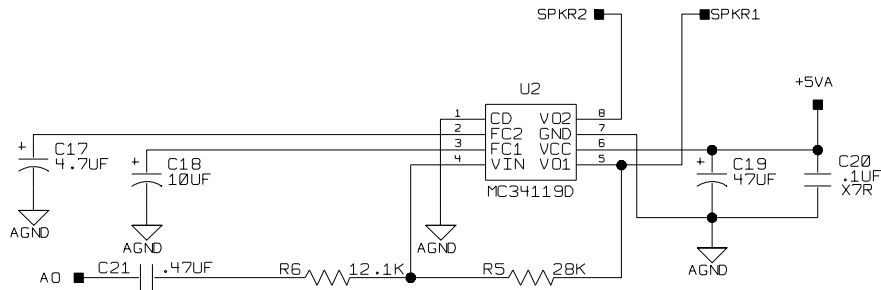 SPKR2
SPKR1
+5VA
U2
1 CD VO2 8
2 FC2 GND 7
3 FC1 VCC 6
4 VIN VO1 5
MC34119D
+ C17
4.7UF
+ C18
10UF
+ C19
47UF
C20
.1UF
X7R
AGND
AGND
AGND
AGND
AO
C21 .47UF
R6 12.1K
R5 28K